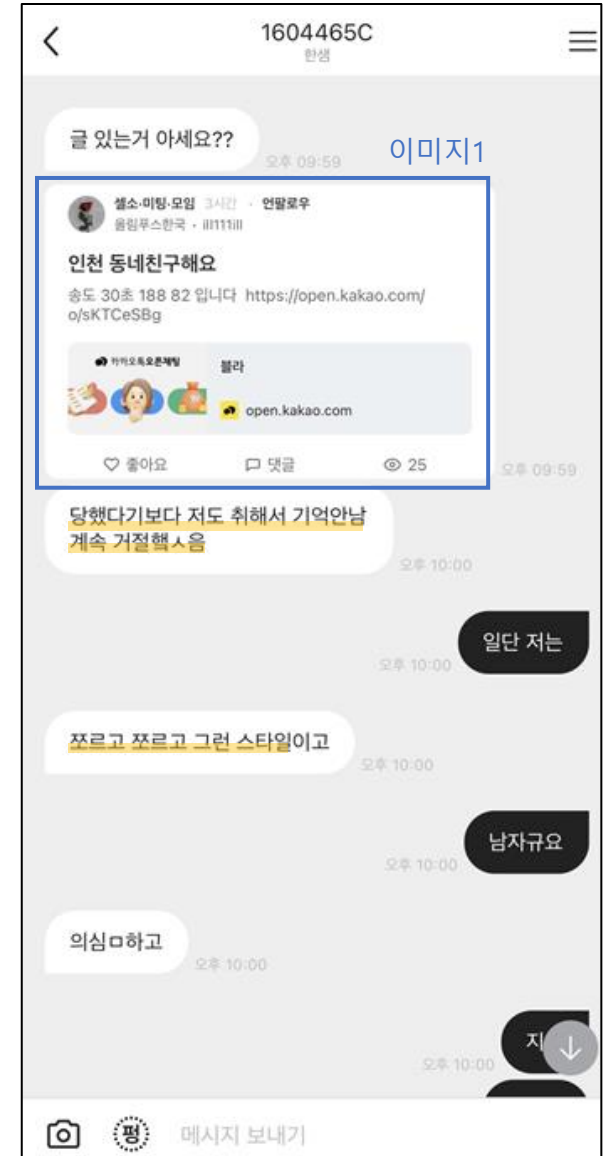 1604465C
한샘
글 있는거 아세요??
오후 09:59
이미지1
셀소·미팅·모임 3시간 · 언팔로우
올림푸스한국 · illl111ill
인천 동네친구해요
송도 30초 188 82 입니다 https://open.kakao.com/
o/sKTCeSBg
카카오톡오픈채팅
블라
open.kakao.com
좋아요 댓글 25
오후 09:59
당했다기보다 저도 취해서 기억안남
계속 거절핵ㅅ음
오후 10:00
일단 저는
오후 10:00
쪼르고 쪼르고 그런 스타일이고
오후 10:00
남자규요
오후 10:00
의심ㅁ하고
오후 10:00
지
오후 10:00
펑
메시지 보내기